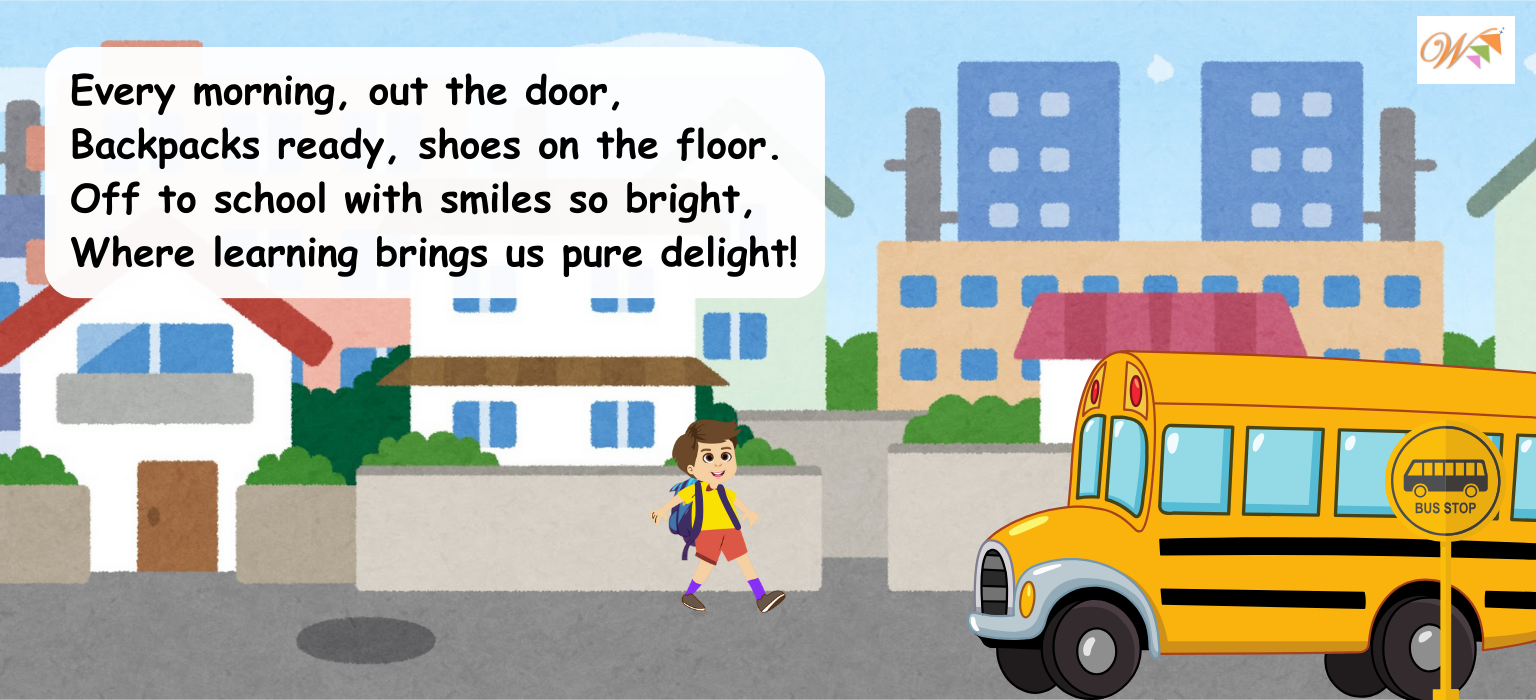 Every morning, out the door,
Backpacks ready, shoes on the floor.
Off to school with smiles so bright,
Where learning brings us pure delight!
W
BUS STOP